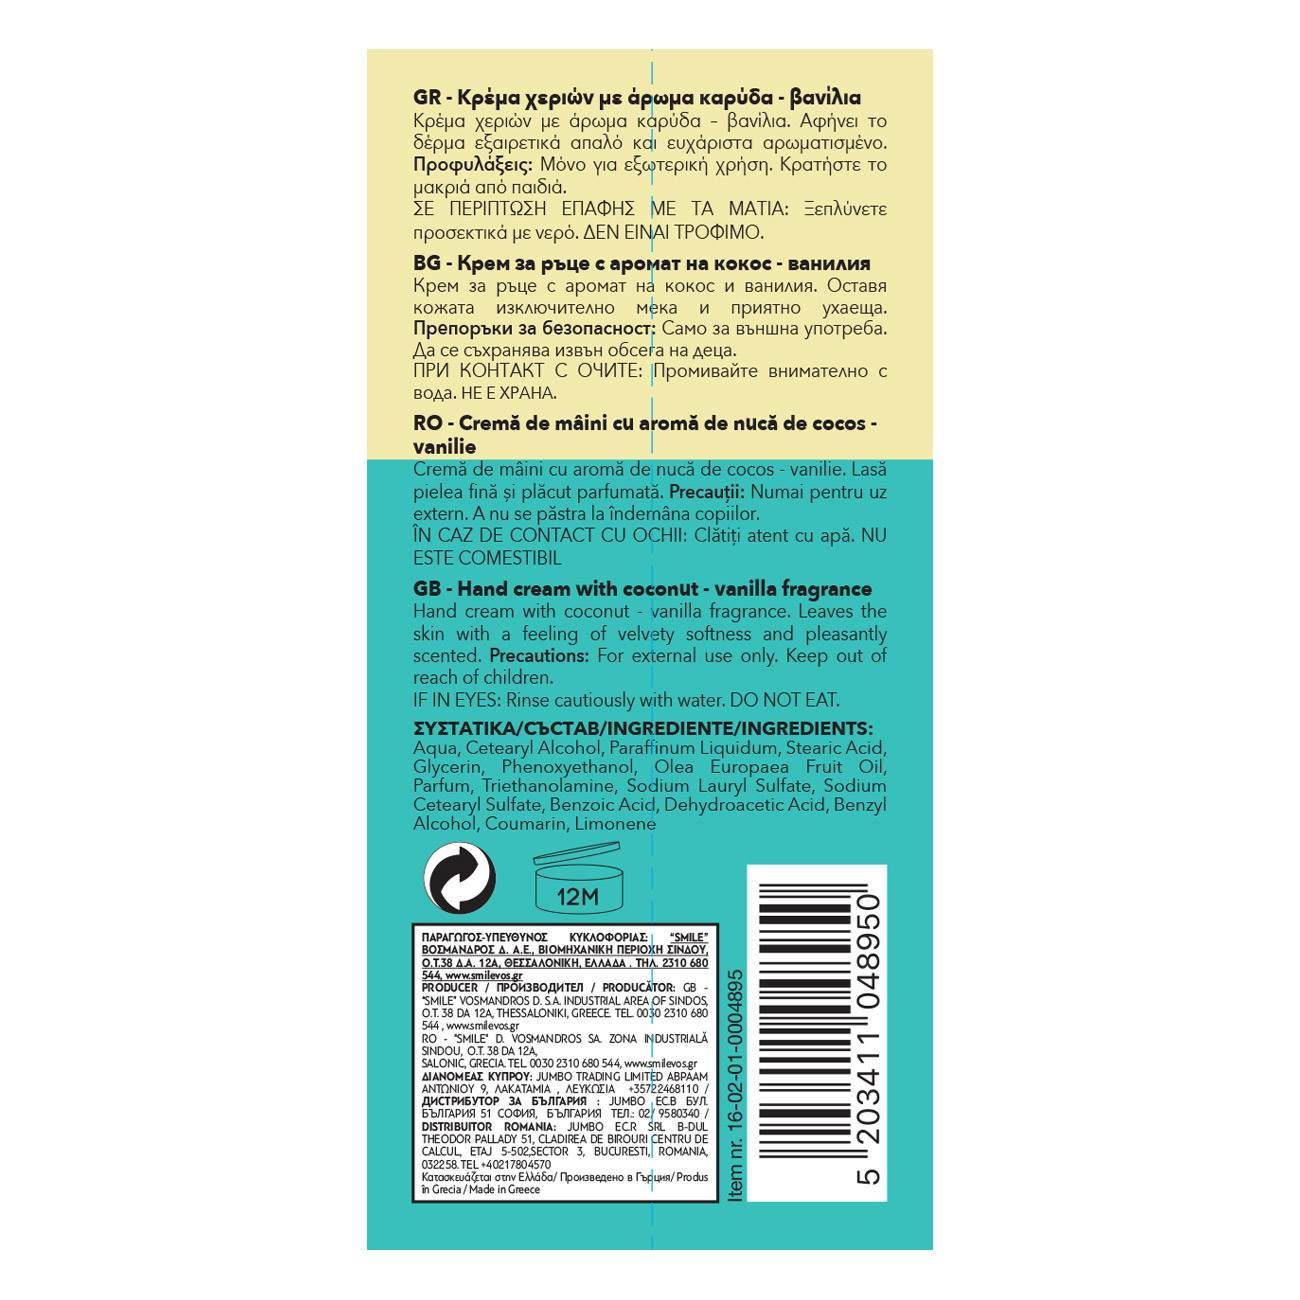 GR - Κρέμα χεριών με άρωμα καρύδα - βανίλια
Κρέμα χεριών με άρωμα καρύδα – βανίλια. Αφήνει το
δέρμα εξαιρετικά απαλό και ευχάριστα αρωματισμένο.
Προφυλάξεις: Μόνο για εξωτερική χρήση. Κρατήστε το
μακριά από παιδιά.
ΣΕ ΠΕΡΙΠΤΩΣΗ ΕΠΑΦΗΣ ΜΕ ΤΑ ΜΑΤΙΑ: Ξεπλύνετε
προσεκτικά με νερό. ΔΕΝ ΕΙΝΑΙ ΤΡΟΦΙΜΟ.
BG - Крем за ръце с аромат на кокос - ванилия
Крем за ръце с аромат на кокос и ванилия. Оставя
кожата изключително мека и приятно ухаеща.
Препоръки за безопасност: Само за външна употреба.
Да се съхранява извън обсега на деца.
ПРИ КОНТАКТ С ОЧИТЕ: Промивайте внимателно с
вода. НЕ Е ХРАНА.
RO - Cremă de mâini cu aromă de nucă de cocos -
vanilie
Cremă de mâini cu aromă de nucă de cocos - vanilie. Lasă
pielea fină și plăcut parfumată. Precauții: Numai pentru uz
extern. A nu se păstra la îndemâna copiilor.
ÎN CAZ DE CONTACT CU OCHII: Clătiți atent cu apă. NU
ESTE COMESTIBIL
GB - Hand cream with coconut - vanilla fragrance
Hand cream with coconut - vanilla fragrance. Leaves the
skin with a feeling of velvety softness and pleasantly
scented. Precautions: For external use only. Keep out of
reach of children.
IF IN EYES: Rinse cautiously with water. DO NOT EAT.
ΣΥΣΤΑΤΙΚΑ/СЪСТАВ/INGREDIENTE/INGREDIENTS:
Aqua, Cetearyl Alcohol, Paraffinum Liquidum, Stearic Acid,
Glycerin, Phenoxyethanol, Olea Europaea Fruit Oil,
Parfum, Triethanolamine, Sodium Lauryl Sulfate, Sodium
Cetearyl Sulfate, Benzoic Acid, Dehydroacetic Acid, Benzyl
Alcohol, Coumarin, Limonene
12M
ΠΑΡΑΓΩΓΟΣ-ΥΠΕΥΘΥΝΟΣ ΚΥΚΛΟΦΟΡΙΑΣ: "SMILE"
ΒΟΣΜΑΝΔΡΟΣ Δ. Α.Ε., ΒΙΟΜΗΧΑΝΙΚΗ ΠΕΡΙΟΧΗ ΣΙΝΔΟΥ,
Ο.Τ.38 Δ.Α. 12Α, ΘΕΣΣΑΛΟΝΙΚΗ, ΕΛΛΑΔΑ . ΤΗΛ. 2310 680
544, www.smilevos.gr
PRODUCER / ПРОИЗВОДИТЕЛ / PRODUCĂTOR: GB -
"SMILE" VOSMANDROS D. S.A. INDUSTRIAL AREA OF SINDOS,
O.T. 38 DA 12A, THESSALONIKI, GREECE. TEL. 0030 2310 680
544 , www.smilevos.gr
RO - "SMILE" D. VOSMANDROS SA. ZONA INDUSTRIALĂ
SINDOU, O.T. 38 DA 12A,
SALONIC, GRECIA. TEL. 0030 2310 680 544, www.smilevos.gr
ΔΙΑΝΟΜΕΑΣ ΚΥΠΡΟΥ: JUMBO TRADING LIMITED ΑΒΡΑΑΜ
ΑΝΤΩΝΙΟΥ 9, ΛΑΚΑΤΑΜΙΑ , ΛΕΥΚΩΣΙΑ +35722468110 /
ДИСТРИБУТОР ЗА БЪЛГАРИЯ : JUMBO EC.B БУЛ.
БЪЛГАРИЯ 51 СОФИЯ, БЪЛГАРИЯ ТЕЛ.: 02/ 9580340 /
DISTRIBUITOR ROMANIA: JUMBO EC.R SRL B-DUL
THEODOR PALLADY 51, CLADIREA DE BIROURI CENTRU DE
CALCUL, ETAJ 5-502,SECTOR 3, BUCURESTI, ROMANIA,
032258. TEL +40217804570
Κατασκευάζεται στην Ελλάδα/ Произведено в Гърция/ Produs
în Grecia / Made in Greece
Item nr. 16-02-01-0004895
5 203411 048950